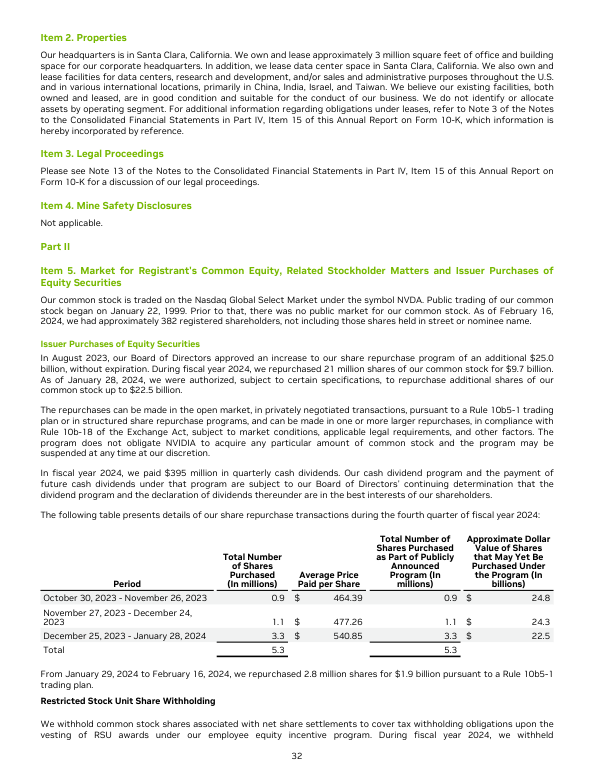 Item 2. Properties
Our headquarters is in Santa Clara, California. We own and lease approximately 3 million square feet of office and building
space for our corporate headquarters. In addition, we lease data center space in Santa Clara, California. We also own and
lease facilities for data centers, research and development, and/or sales and administrative purposes throughout the U.S.
and in various international locations, primarily in China, India, Israel, and Taiwan. We believe our existing facilities, both
owned and leased, are in good condition and suitable for the conduct of our business. We do not identify or allocate
assets by operating segment. For additional information regarding obligations under leases, refer to Note 3 of the Notes
to the Consolidated Financial Statements in Part IV, Item 15 of this Annual Report on Form 10-K, which information is
hereby incorporated by reference.
Item 3. Legal Proceedings
Please see Note 13 of the Notes to the Consolidated Financial Statements in Part IV, Item 15 of this Annual Report on
Form 10-K for a discussion of our legal proceedings.
Item 4. Mine Safety Disclosures
Not applicable.
Part II
Item 5. Market for Registrant's Common Equity, Related Stockholder Matters and Issuer Purchases of
Equity Securities
Our common stock is traded on the Nasdaq Global Select Market under the symbol NVDA. Public trading of our common
stock began on January 22, 1999. Prior to that, there was no public market for our common stock. As of February 16,
2024, we had approximately 382 registered shareholders, not including those shares held in street or nominee name.
Issuer Purchases of Equity Securities
In August 2023, our Board of Directors approved an increase to our share repurchase program of an additional $25.0
billion, without expiration. During fiscal year 2024, we repurchased 21 million shares of our common stock for $9.7 billion.
As of January 28, 2024, we were authorized, subject to certain specifications, to repurchase additional shares of our
common stock up to $22.5 billion.
The repurchases can be made in the open market, in privately negotiated transactions, pursuant to a Rule 10b5-1 trading
plan or in structured share repurchase programs, and can be made in one or more larger repurchases, in compliance with
Rule 10b-18 of the Exchange Act, subject to market conditions, applicable legal requirements, and other factors. The
program does not obligate NVIDIA to acquire any particular amount of common stock and the program may be
suspended at any time at our discretion.
In fiscal year 2024, we paid $395 million in quarterly cash dividends. Our cash dividend program and the payment of
future cash dividends under that program are subject to our Board of Directors' continuing determination that the
dividend program and the declaration of dividends thereunder are in the best interests of our shareholders.
The following table presents details of our share repurchase transactions during the fourth quarter of fiscal year 2024:
Period
Total Number
of Shares
Purchased
(In millions)
Average Price
Paid per Share
Total Number of
Shares Purchased
as Part of Publicly
Announced
Program (In
millions)
Approximate Dollar
Value of Shares
that May Yet Be
Purchased Under
the Program (In
billions)
October 30, 2023 - November 26, 2023 0.9 $ 464.39 0.9 $ 24.8
November 27, 2023 - December 24,
2023 1.1 $ 477.26 1.1 $ 24.3
December 25, 2023 - January 28, 2024 3.3 $ 540.85 3.3 $ 22.5
Total 5.3 5.3
From January 29, 2024 to February 16, 2024, we repurchased 2.8 million shares for $1.9 billion pursuant to a Rule 10b5-1
trading plan.
Restricted Stock Unit Share Withholding
We withhold common stock shares associated with net share settlements to cover tax withholding obligations upon the
vesting of RSU awards under our employee equity incentive program. During fiscal year 2024, we withheld
32